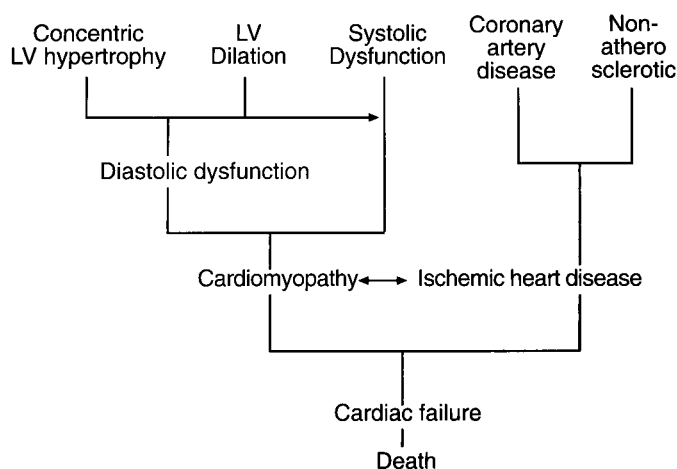 Concentric
LV hypertrophy
LV
Dilation
Systolic
Dysfunction
Coronary
artery
disease
Non-
athero
sclerotic
Diastolic dysfunction
Cardiomyopathy
Ischemic heart disease
Cardiac failure
Death